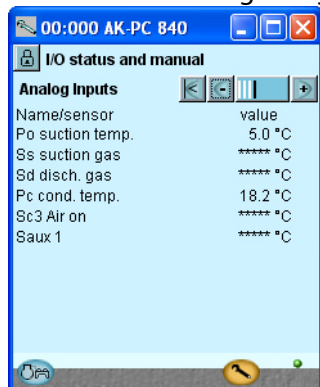 00:000 AK-PC 840
I/O status and manual
Analog Inputs
Name/sensor value
Po suction temp. 5.0 °C
Ss suction gas ***** °C
Sd disch. gas ***** °C
Pc cond. temp. 18.2 °C
Sc3 Air on ***** °C
Saux 1 ***** °C